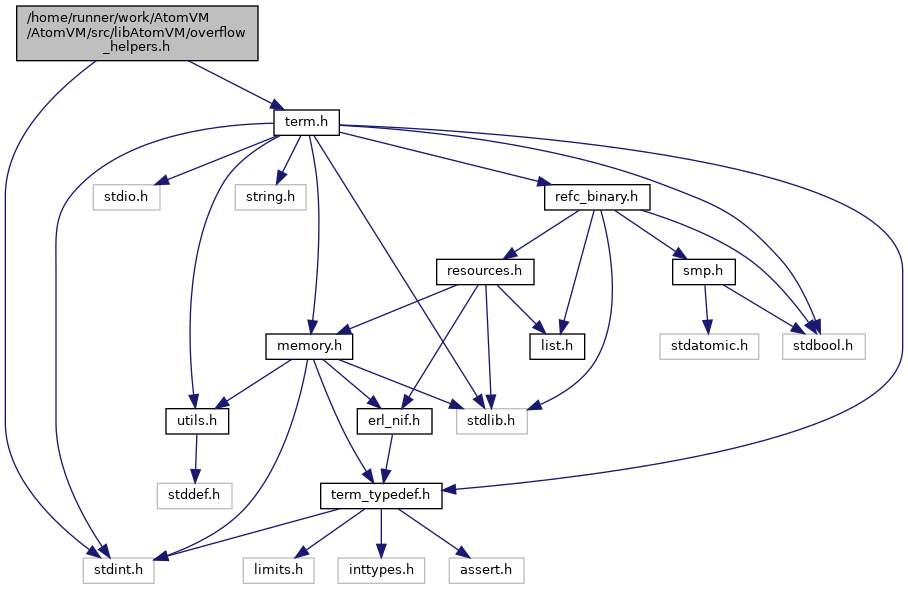 /home/runner/work/AtomVM
/AtomVM/src/libAtomVM/overflow
_helpers.h
term.h
stdio.h
string.h
refc_binary.h
resources.h
smp.h
memory.h
list.h
stdatomic.h
stdbool.h
utils.h
erl_nif.h
stdlib.h
stddef.h
term_typedef.h
stdint.h
limits.h
inttypes.h
assert.h